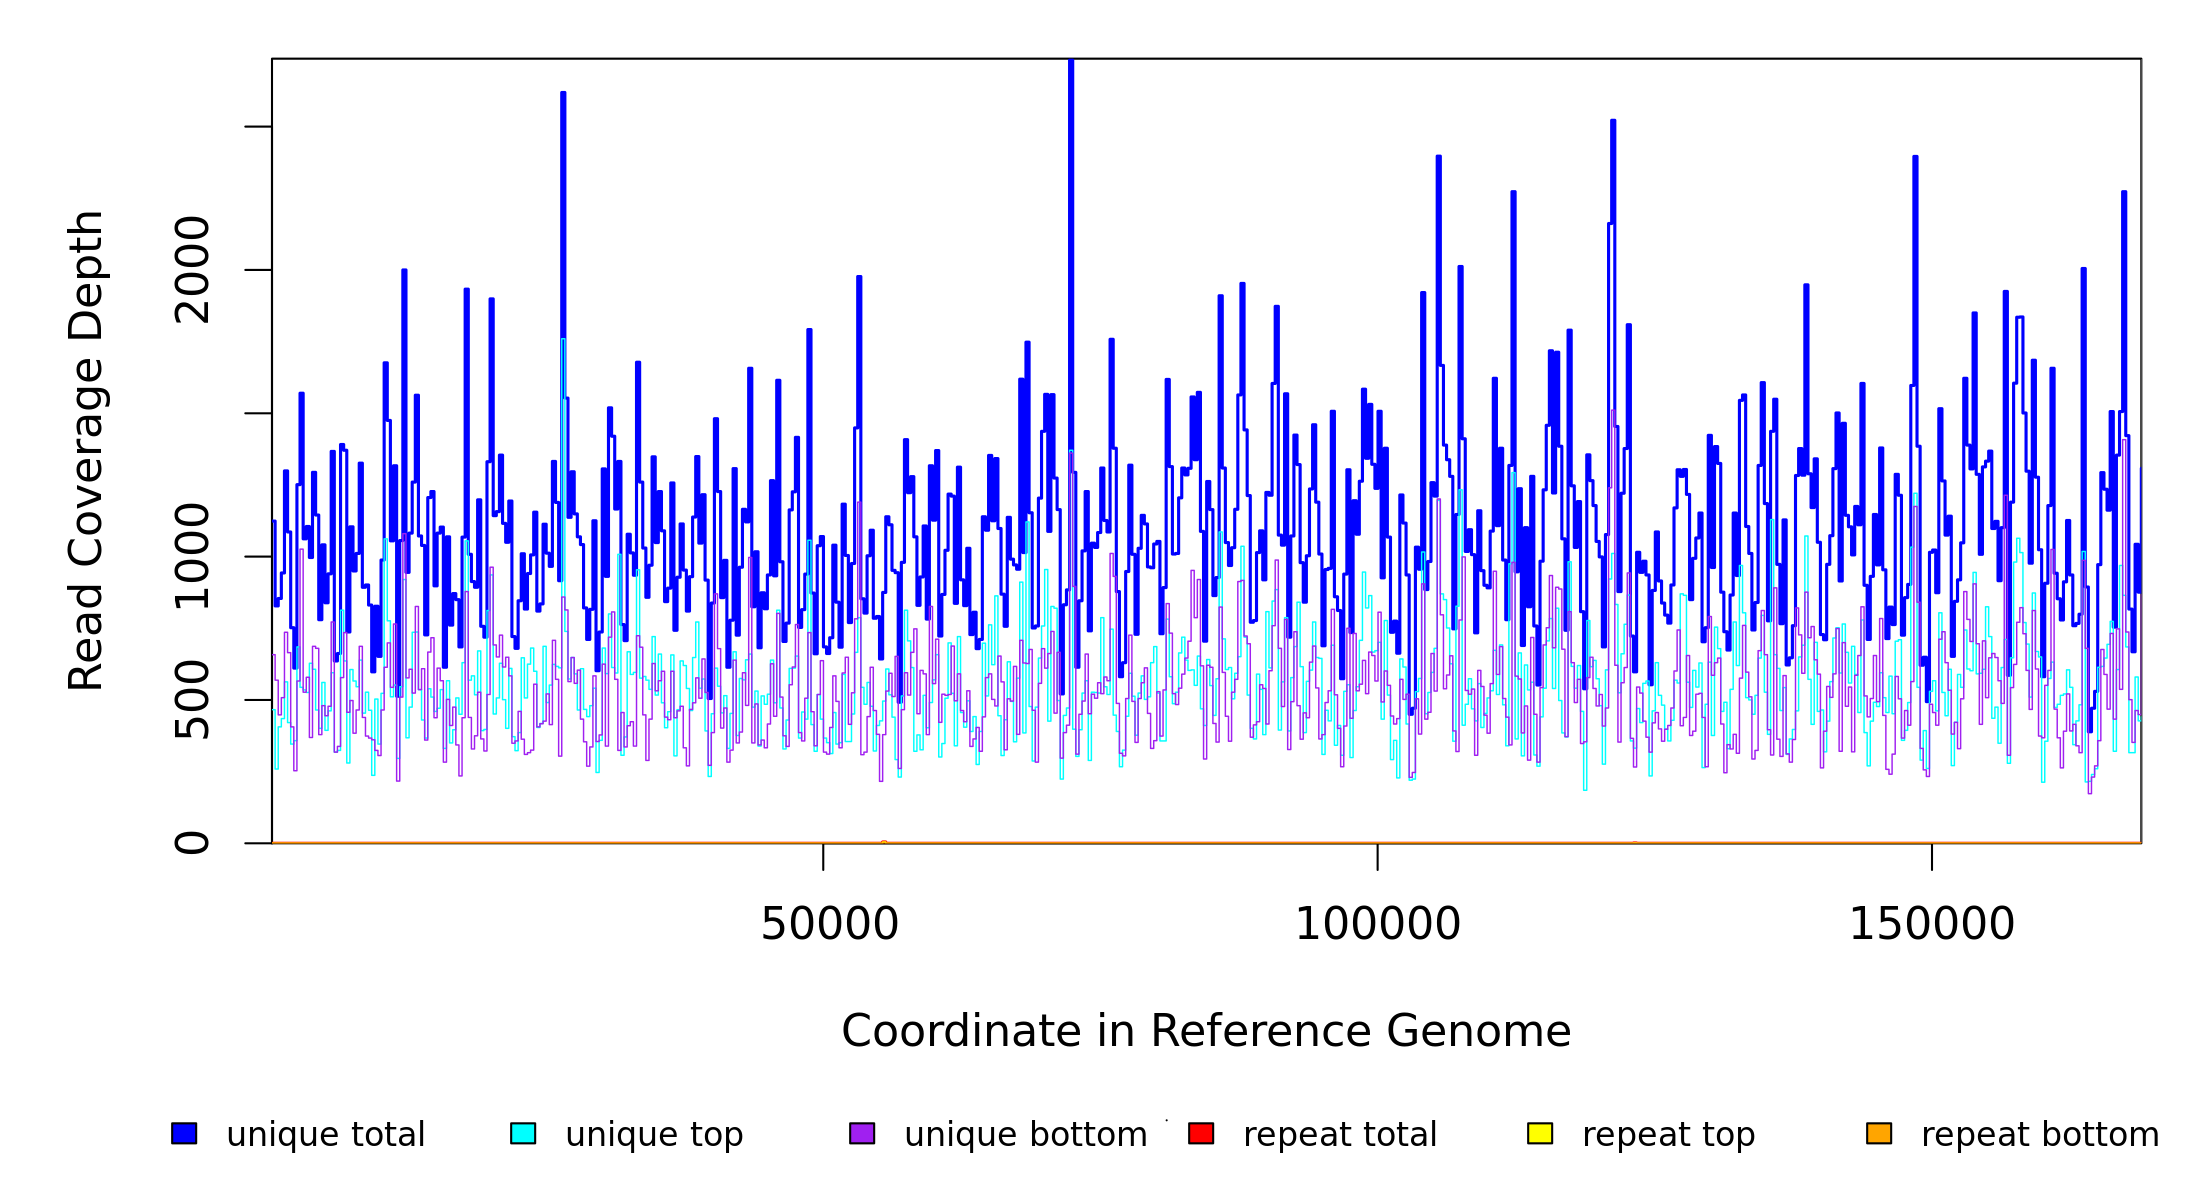 Read Coverage Depth
2000
1000
500
0
50000 100000 150000
Coordinate in Reference Genome
unique total unique top unique bottom repeat total repeat top repeat bottom